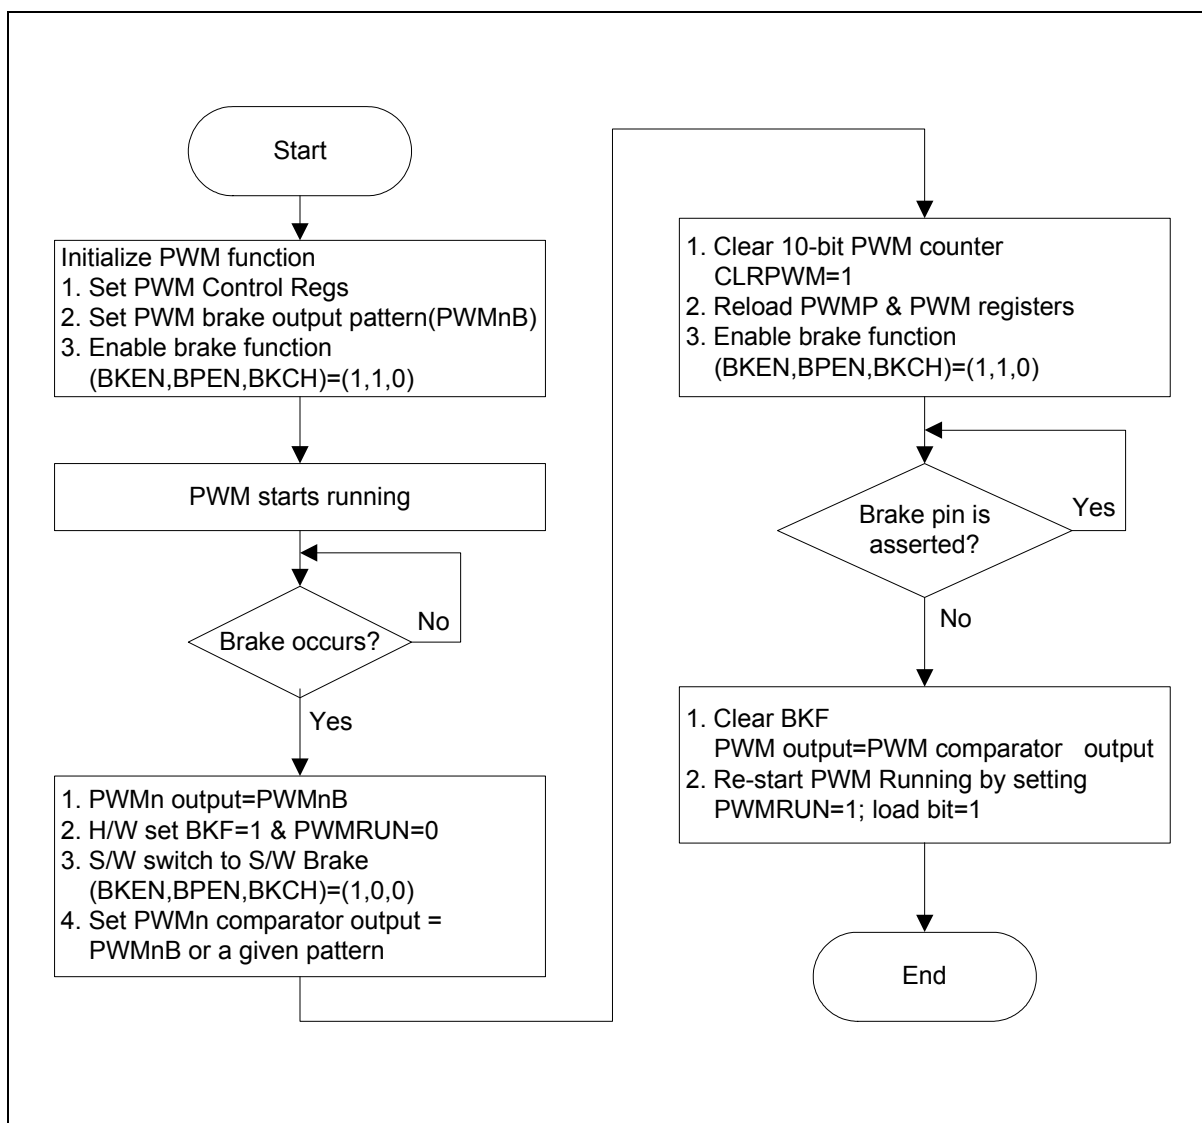 Start
Initialize PWM function
1. Set PWM Control Regs
2. Set PWM brake output pattern(PWMnB)
3. Enable brake function
(BKEN,BPEN,BKCH)=(1,1,0)
PWM starts running
Brake occurs?
No
Yes
1. PWMn output=PWMnB
2. H/W set BKF=1 & PWMRUN=0
3. S/W switch to S/W Brake
(BKEN,BPEN,BKCH)=(1,0,0)
4. Set PWMn comparator output =
PWMnB or a given pattern
1. Clear 10-bit PWM counter
CLRPWM=1
2. Reload PWMP & PWM registers
3. Enable brake function
(BKEN,BPEN,BKCH)=(1,1,0)
Brake pin is
asserted?
Yes
No
1. Clear BKF
PWM output=PWM comparator output
2. Re-start PWM Running by setting
PWMRUN=1; load bit=1
End